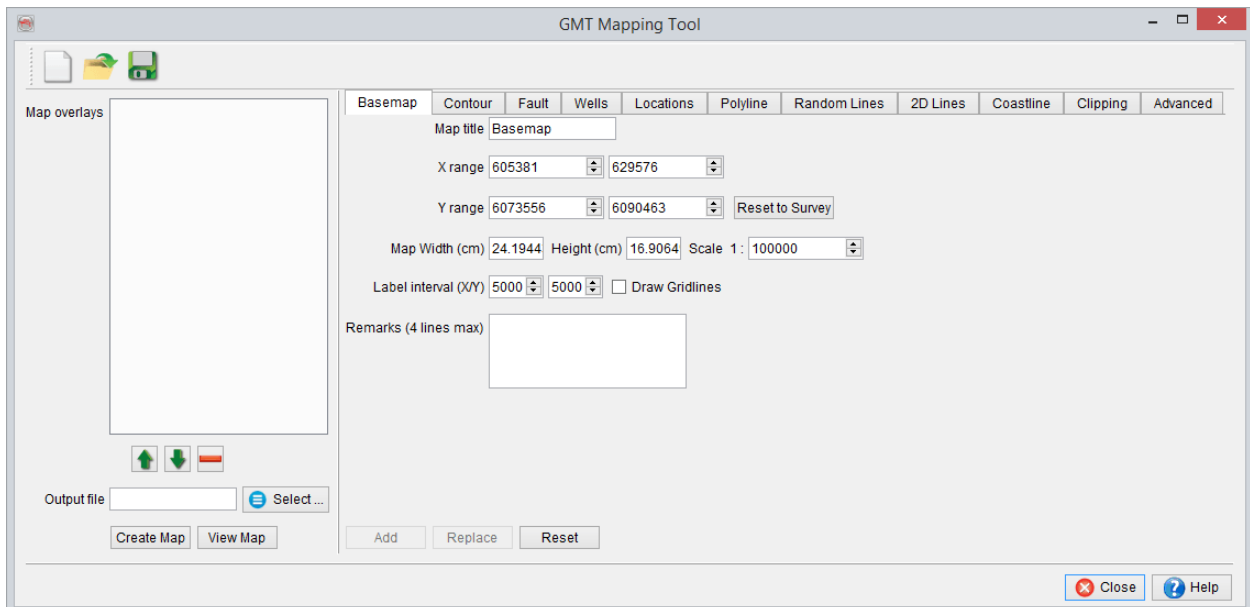 GMT Mapping Tool
Map overlays
Basemap Contour Fault Wells Locations Polyline Random Lines 2D Lines Coastline Clipping Advanced
Map title Basemap
X range 605381 629576
Y range 6073556 6090463 Reset to Survey
Map Width (cm) 24.1944 Height (cm) 16.9064 Scale 1 : 100000
Label interval (X/Y) 5000 5000 Draw Gridlines
Remarks (4 lines max)
Output file Select ...
Create Map View Map
Add Replace Reset
Close Help